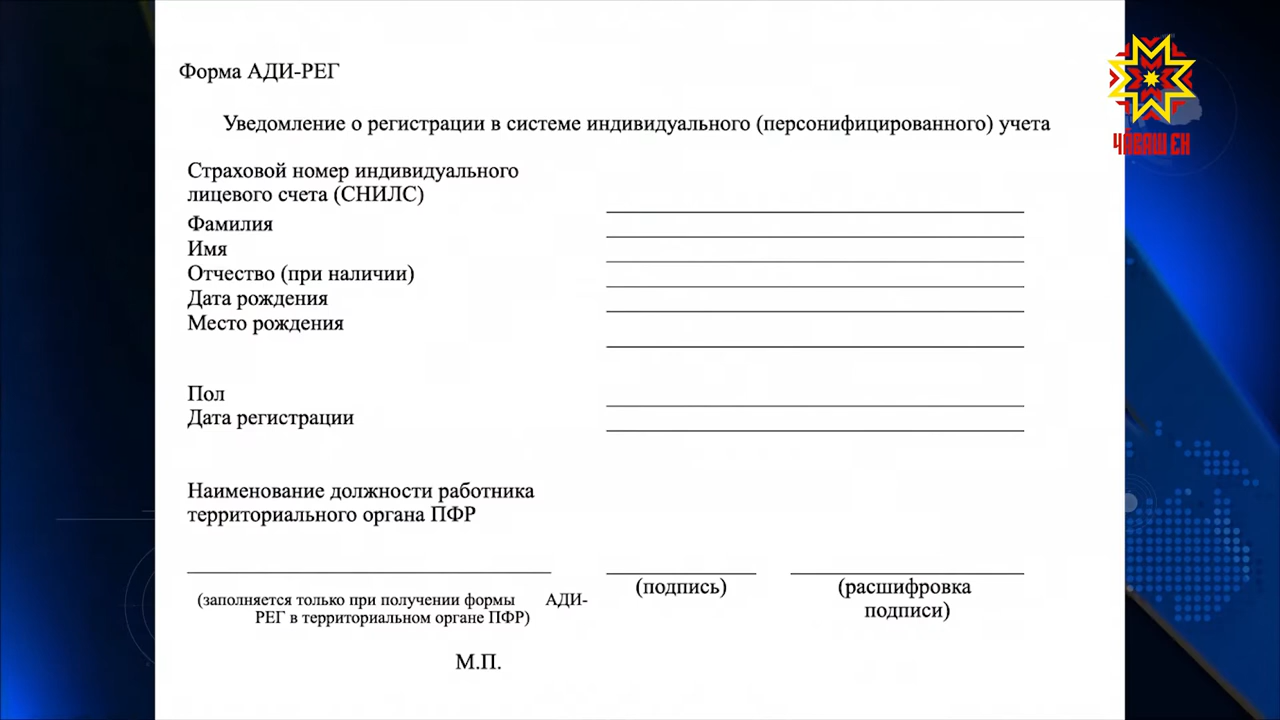 Форма АДИ-РЕГ
Уведомление о регистрации в системе индивидуального (персонифицированного) учета
Страховой номер индивидуального
лицевого счета (СНИЛС)
Фамилия
Имя
Отчество (при наличии)
Дата рождения
Место рождения
Пол
Дата регистрации
Наименование должности работника
территориального органа ПФР
(заполняется только при получении формы АДИ-
РЕГ в территориальном органе ПФР)
(подпись)
(расшифровка
подписи)
М.П.
ЧӐВАШ ЕН